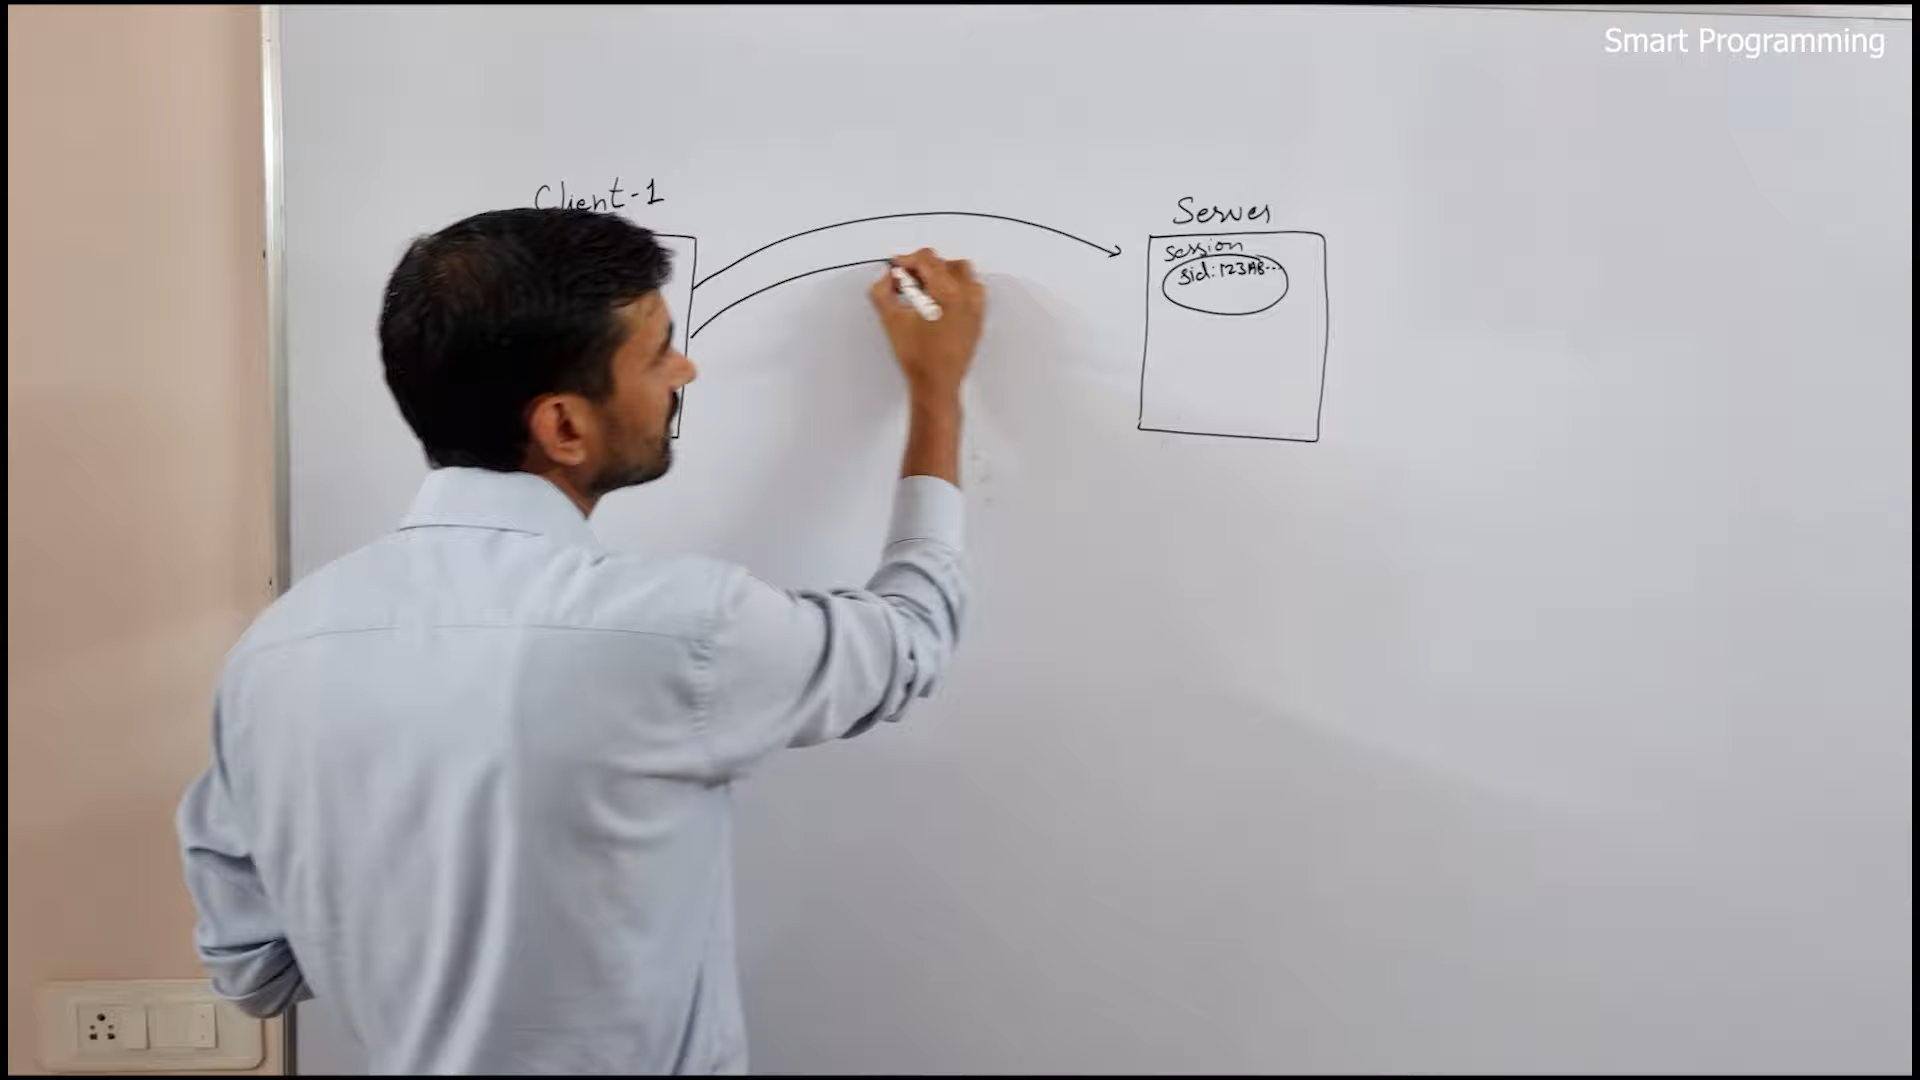 Smart Programming
Client-1
Server
session
sid:123AB...